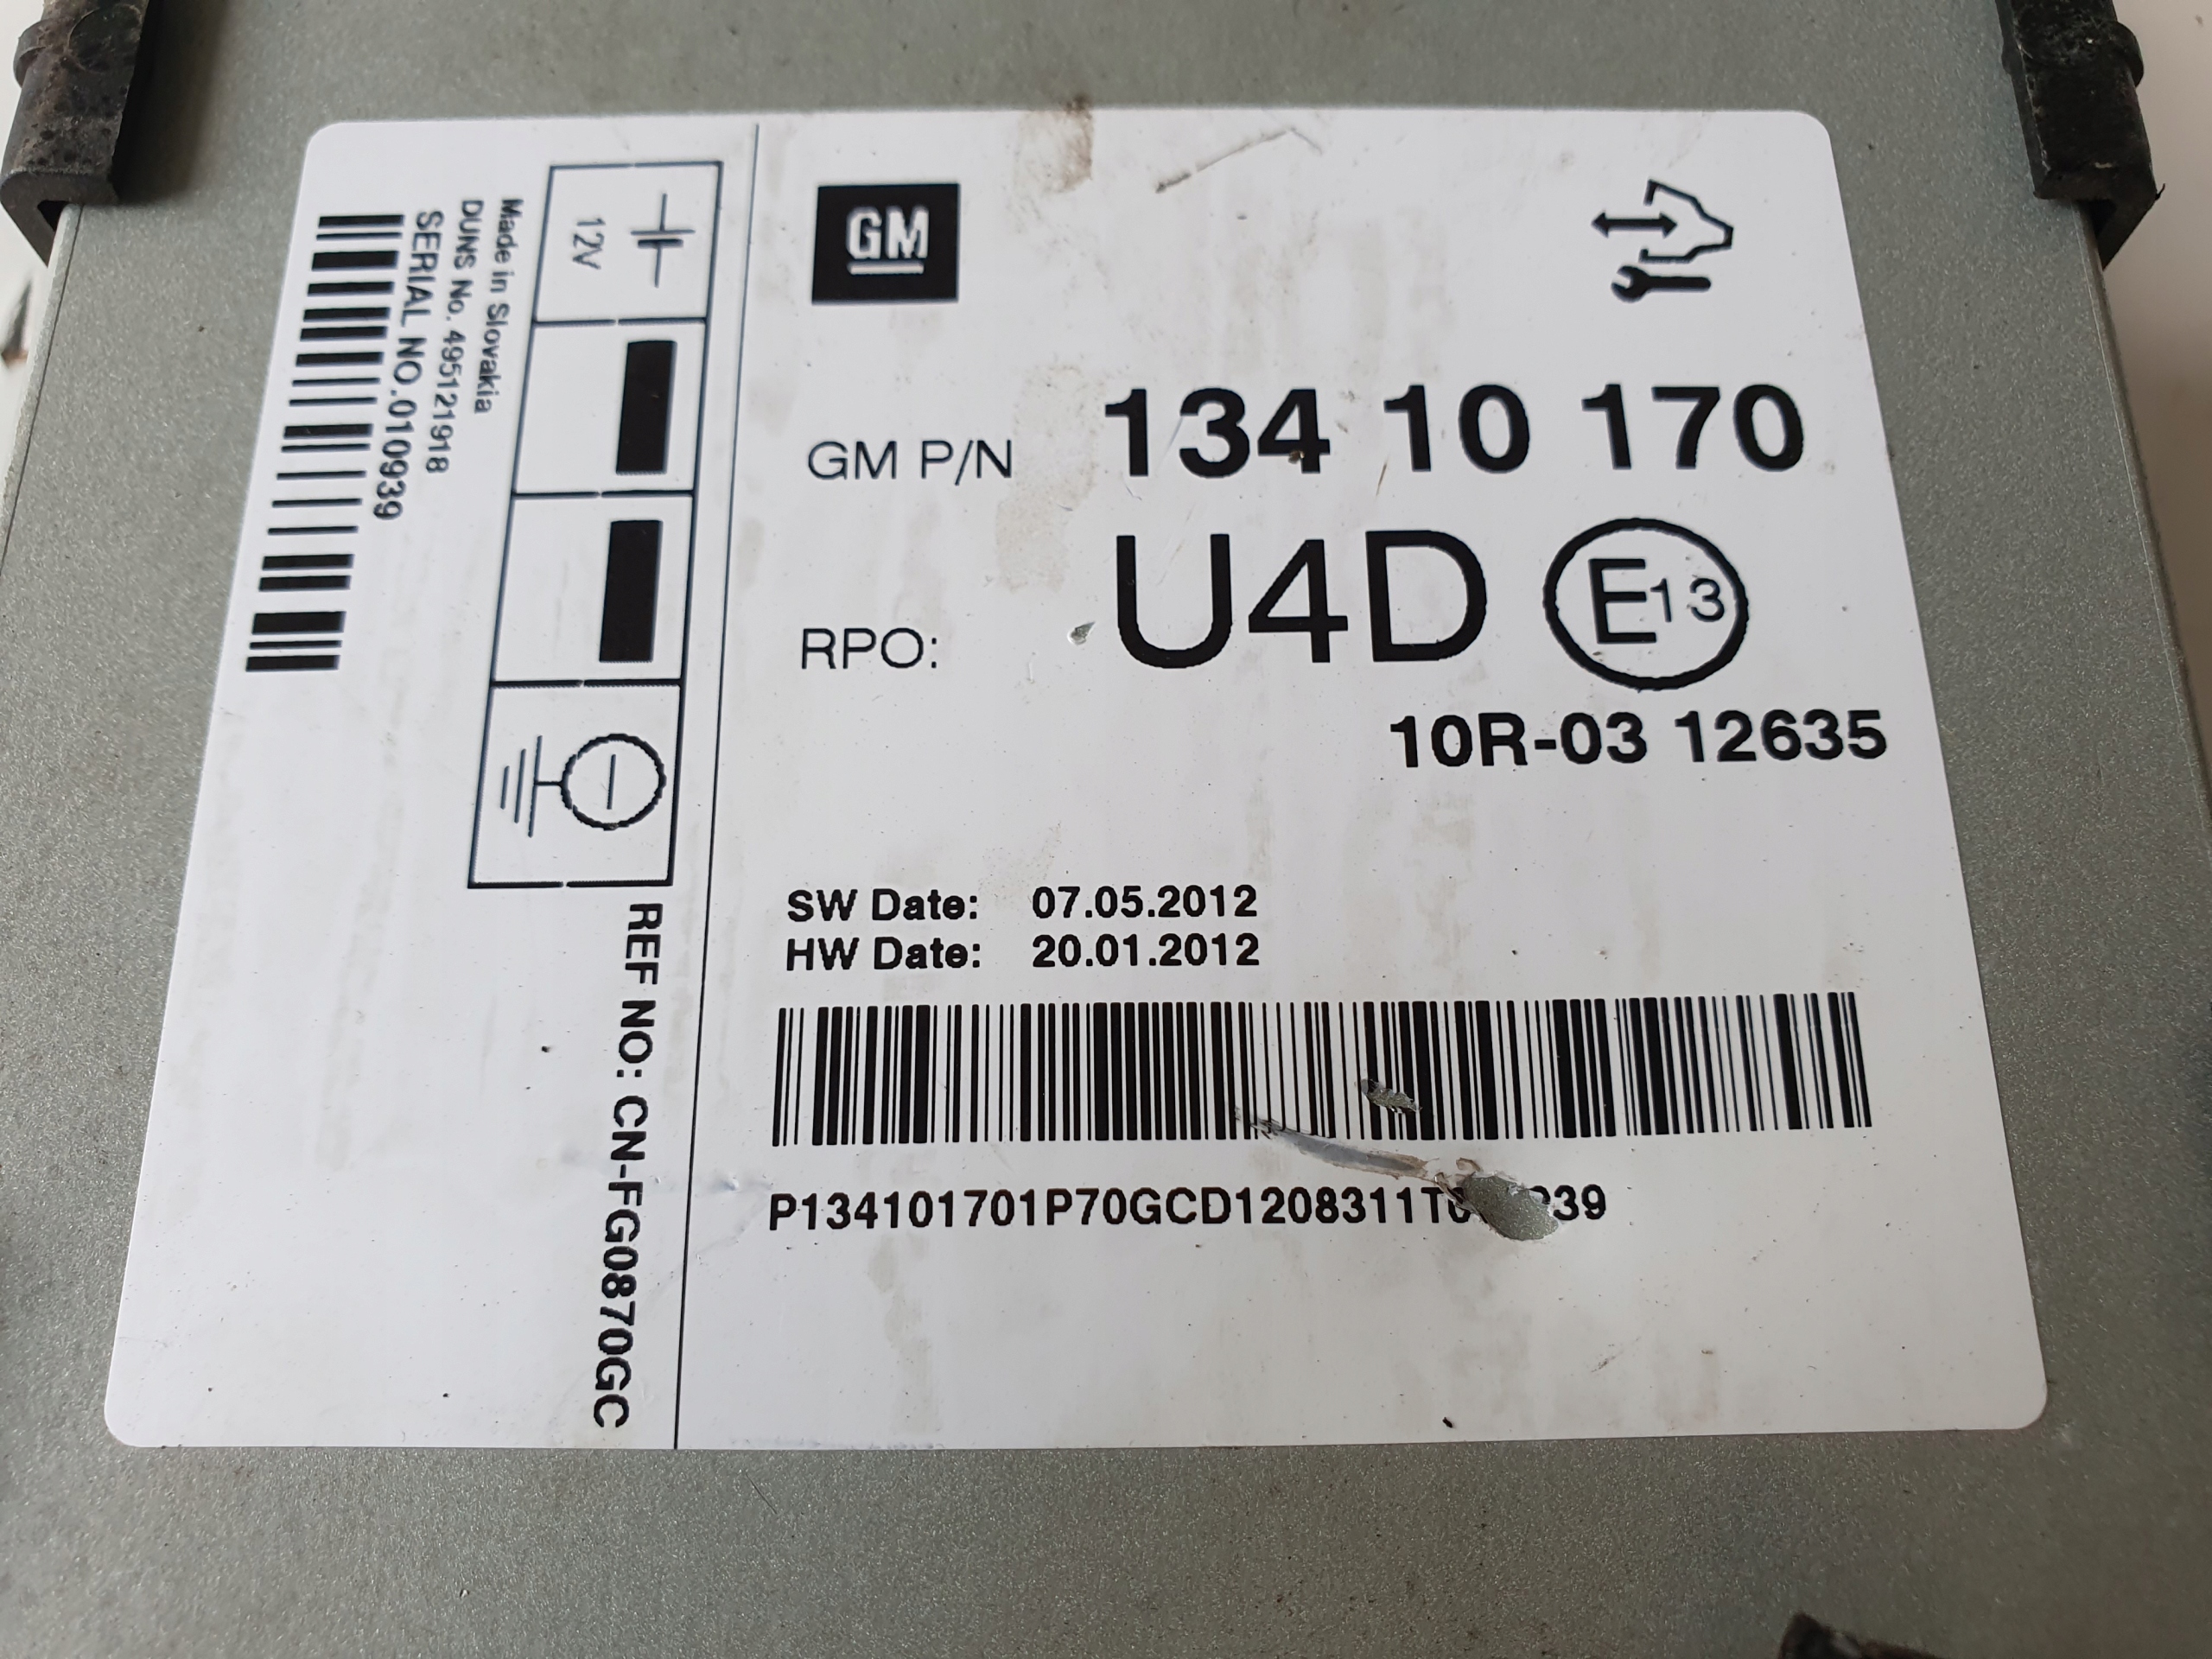 GM
GM P/N 134 10 170
RPO: U4D E13
10R-03 12635
SW Date: 07.05.2012
HW Date: 20.01.2012
12V
Made in Slovakia
DUNS No. 495121918
SERIAL NO.010939
REF NO: CN-FG0870GC